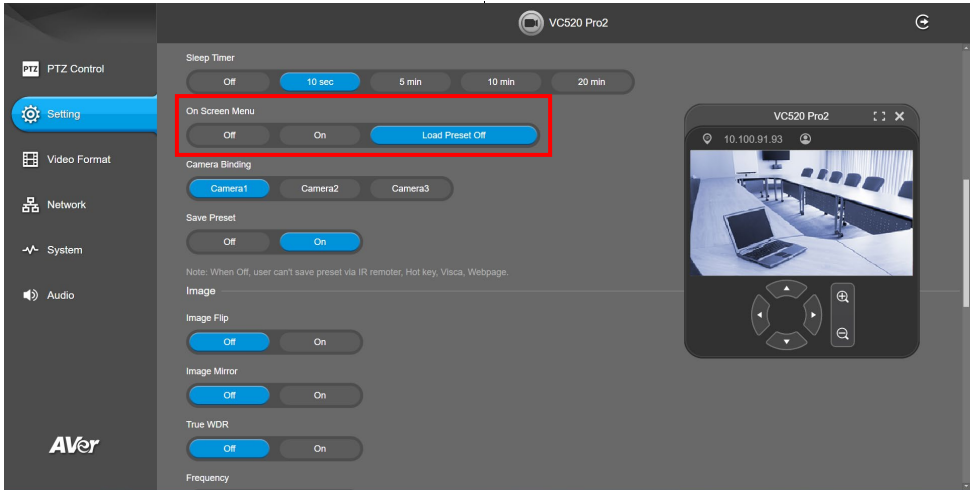 VC520 Pro2
PTZ PTZ Control
Setting
Video Format
Network
System
Audio
AVer
Sleep Timer
Off 10 sec 5 min 10 min 20 min
On Screen Menu
Off On Load Preset Off
Camera Binding
Camera1 Camera2 Camera3
Save Preset
Off On
Note: When Off, user can't save preset via IR remoter, Hot key, Visca, Webpage.
Image
Image Flip
Off On
Image Mirror
Off On
True WDR
Off On
Frequency
VC520 Pro2
10.100.91.93